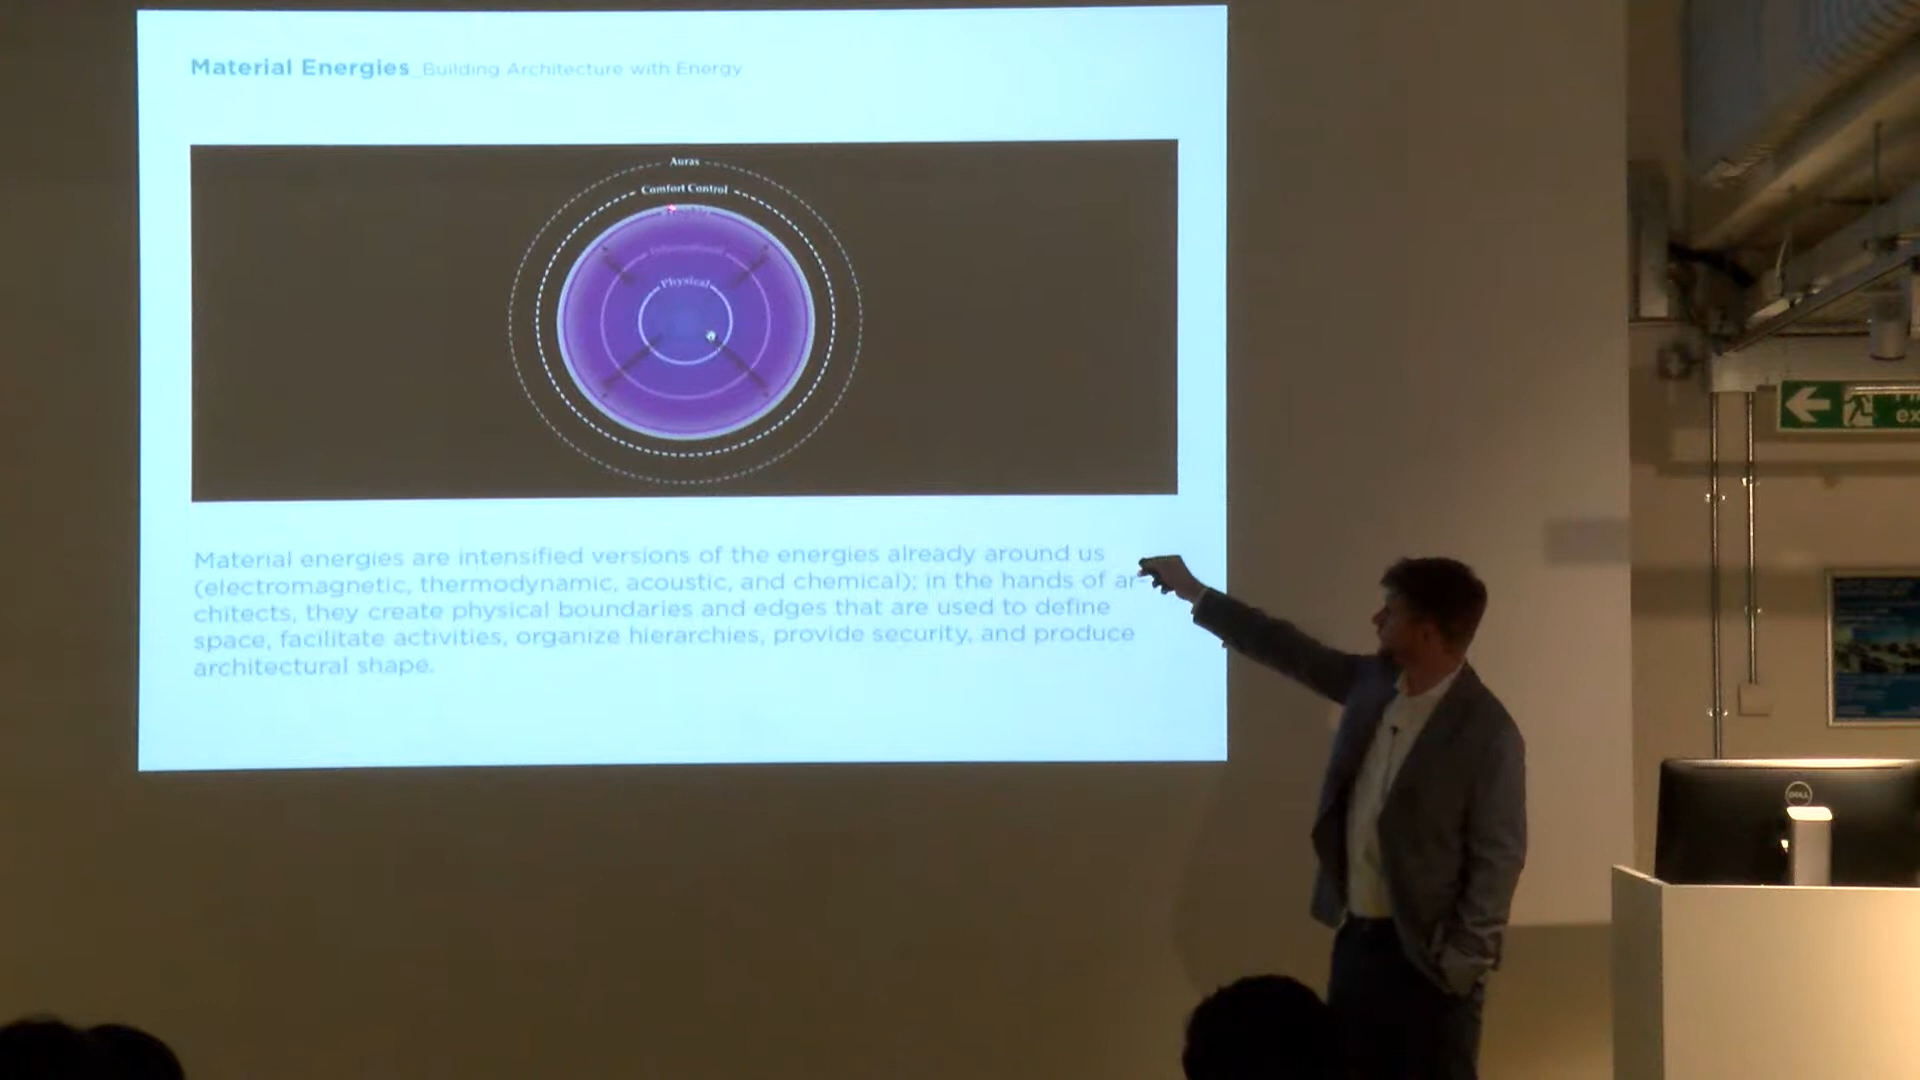 Material Energies_Building Architecture with Energy
Auras
Comfort Control
Informational
Physical
Material energies are intensified versions of the energies already around us
(electromagnetic, thermodynamic, acoustic, and chemical); in the hands of ar-
chitects, they create physical boundaries and edges that are used to define
space, facilitate activities, organize hierarchies, provide security, and produce
architectural shape.
DELL